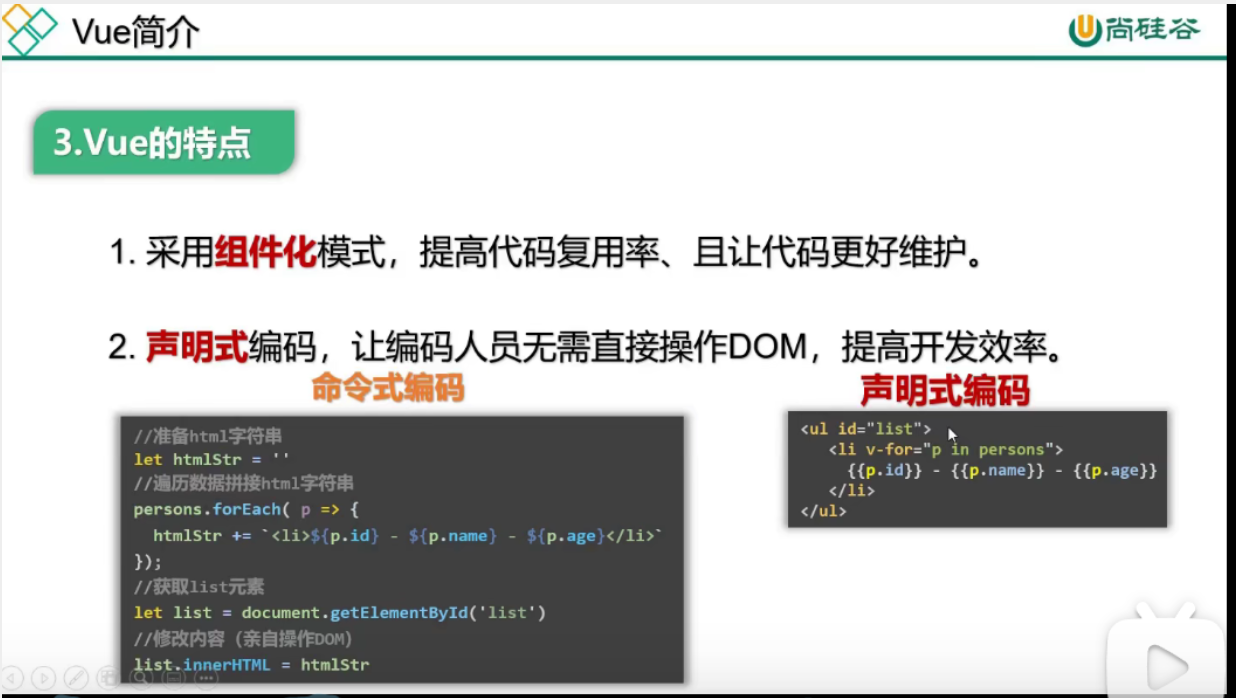 Vue简介
尚硅谷
3.Vue的特点
1. 采用组件化模式，提高代码复用率、且让代码更好维护。
2. 声明式编码，让编码人员无需直接操作DOM，提高开发效率。
命令式编码
//准备html字符串
let htmlStr = ''
//遍历数据拼接html字符串
persons.forEach( p => {
htmlStr += `<li>${p.id} - ${p.name} - ${p.age}</li>`
});
//获取list元素
let list = document.getElementById('list')
//修改内容（亲自操作DOM）
list.innerHTML = htmlStr
声明式编码
<ul id="list">
<li v-for="p in persons">
{{p.id}} - {{p.name}} - {{p.age}}
</li>
</ul>